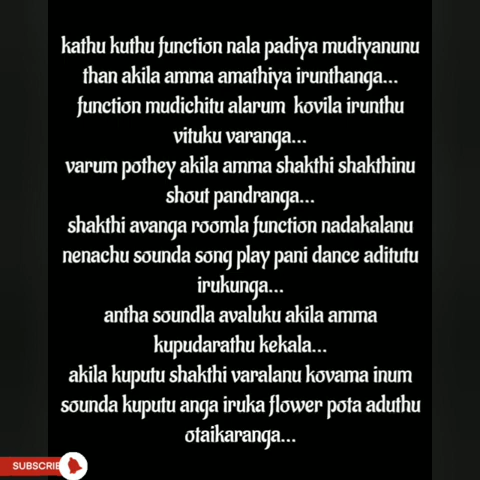 kathu kuthu function nala padiya mudiyanunu
than akila amma amathiya irunthanga...
function mudichitu alarum kovila irunthu
vituku varanga...
varum pothey akila amma shakthi shakthinu
shout pandranga...
shakthi avanga roomla function nadakalanu
nenachu sounda song play pani dance aditutu
irukunga...
antha soundla avaluku akila amma
kupudarathu kekala...
akila kuputu shakthi varalanu kovama inum
sounda kuputu anga iruka flower pota aduthu
otaikaranga...
SUBSCRIB